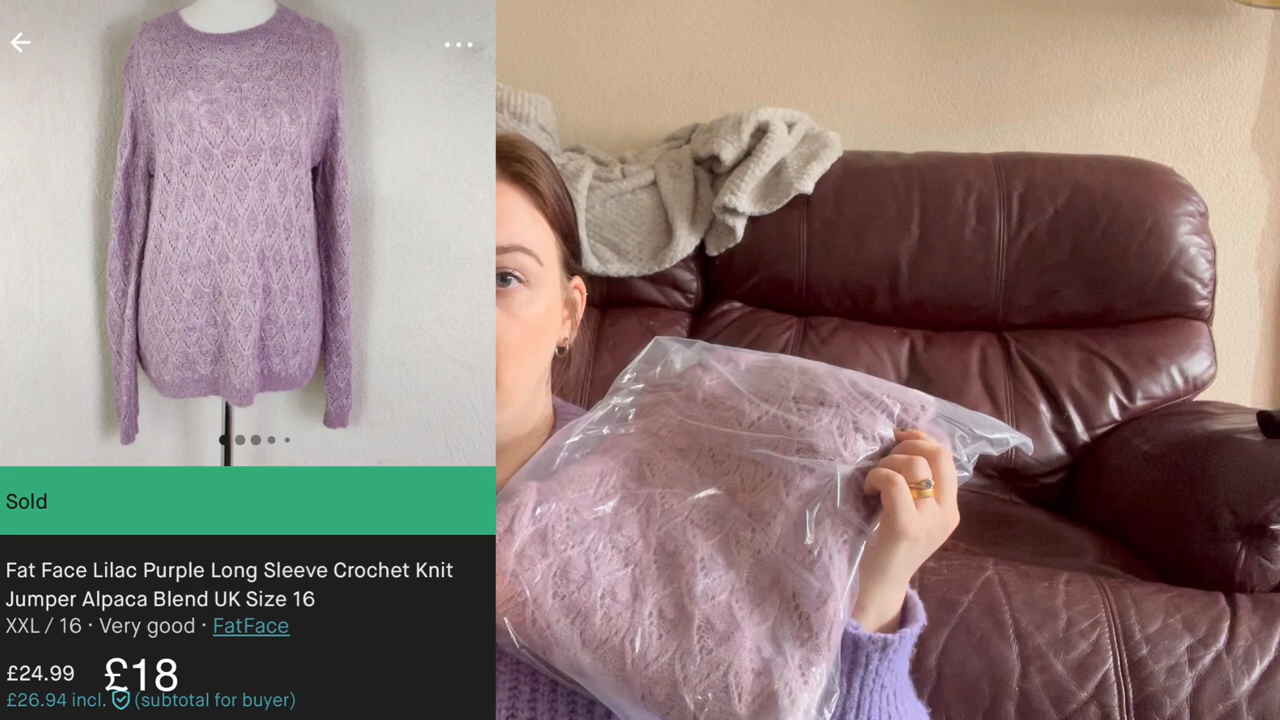 Sold
Fat Face Lilac Purple Long Sleeve Crochet Knit
Jumper Alpaca Blend UK Size 16
XXL / 16 · Very good · FatFace
£24.99 £18
£26.94 incl. (subtotal for buyer)